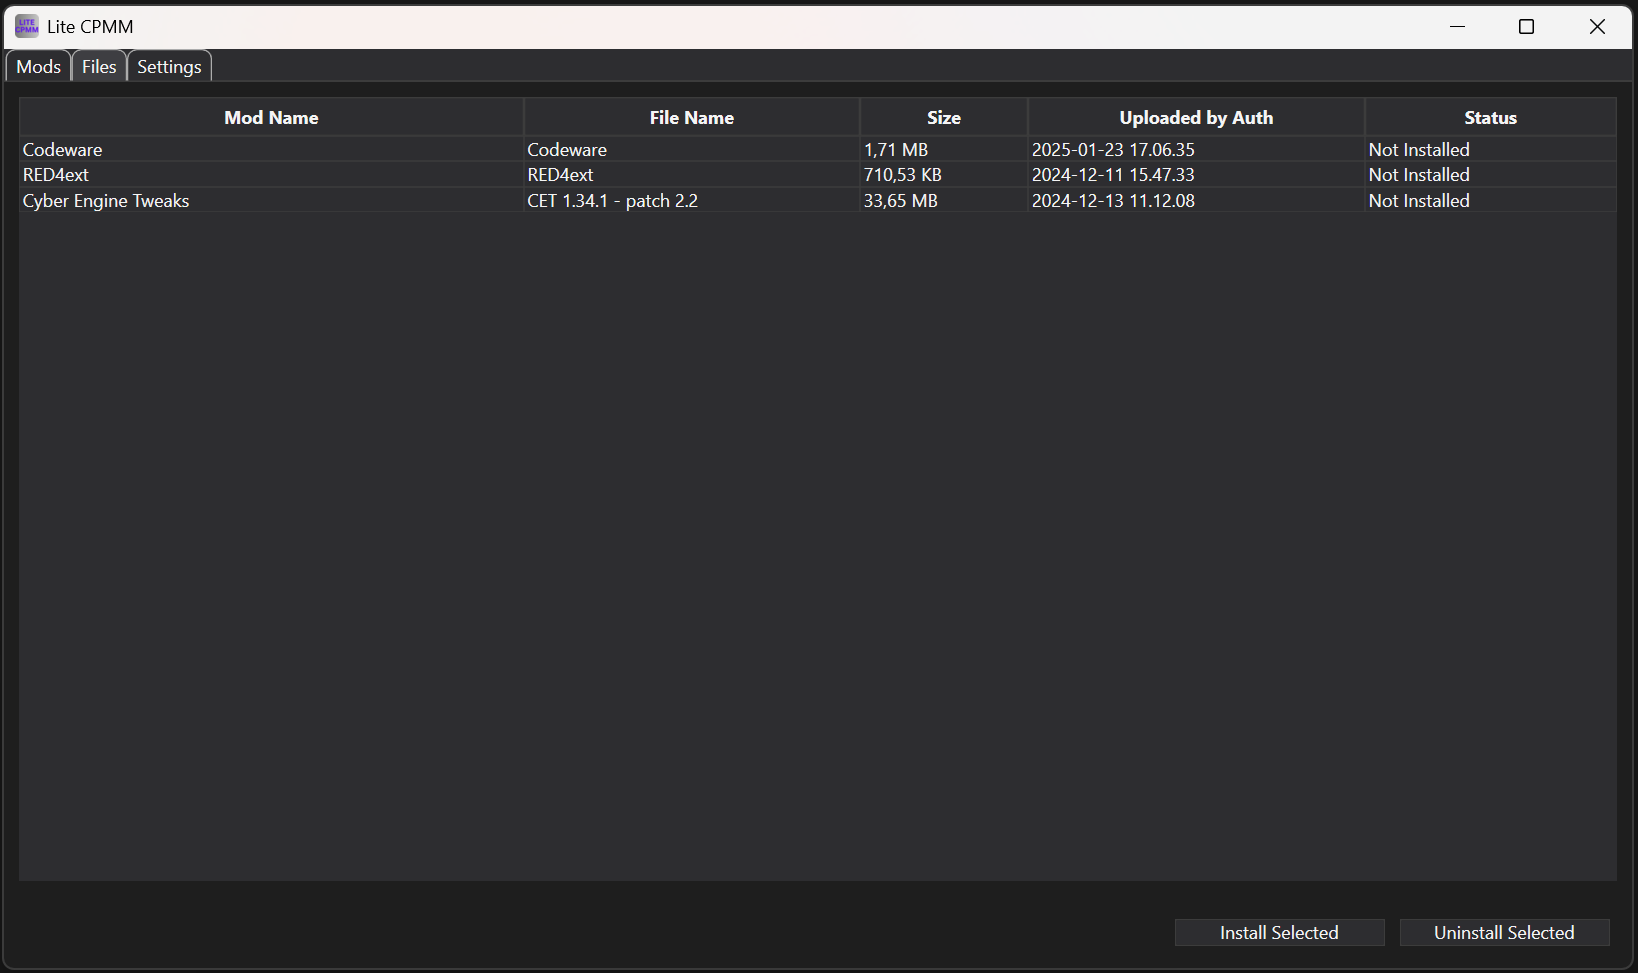 LITE
CPMM
Lite CPMM
Mods Files Settings
Mod Name File Name Size Uploaded by Auth Status
Codeware Codeware 1,71 MB 2025-01-23 17.06.35 Not Installed
RED4ext RED4ext 710,53 KB 2024-12-11 15.47.33 Not Installed
Cyber Engine Tweaks CET 1.34.1 - patch 2.2 33,65 MB 2024-12-13 11.12.08 Not Installed
Install Selected Uninstall Selected